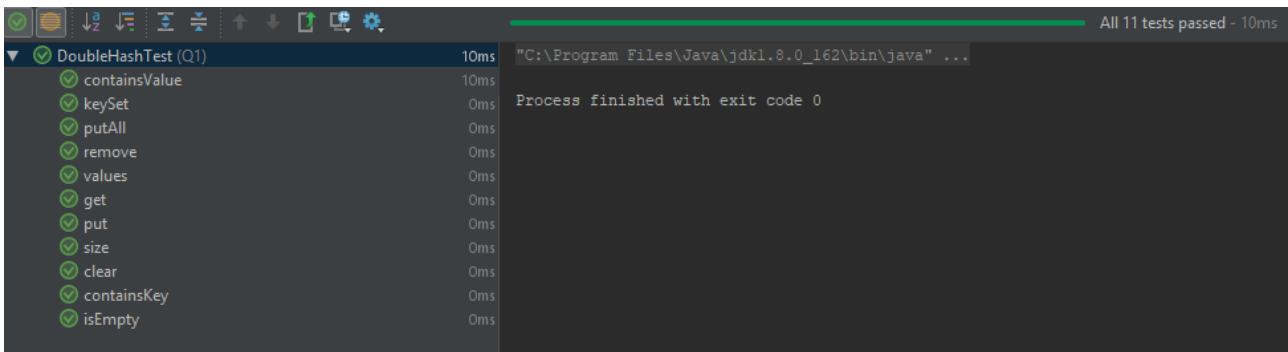 All 11 tests passed - 10ms
DoubleHashTest (Q1) 10ms
containsValue 10ms
keySet 0ms
putAll 0ms
remove 0ms
values 0ms
get 0ms
put 0ms
size 0ms
clear 0ms
containsKey 0ms
isEmpty 0ms
"C:\Program Files\Java\jdk1.8.0_162\bin\java" ...
Process finished with exit code 0